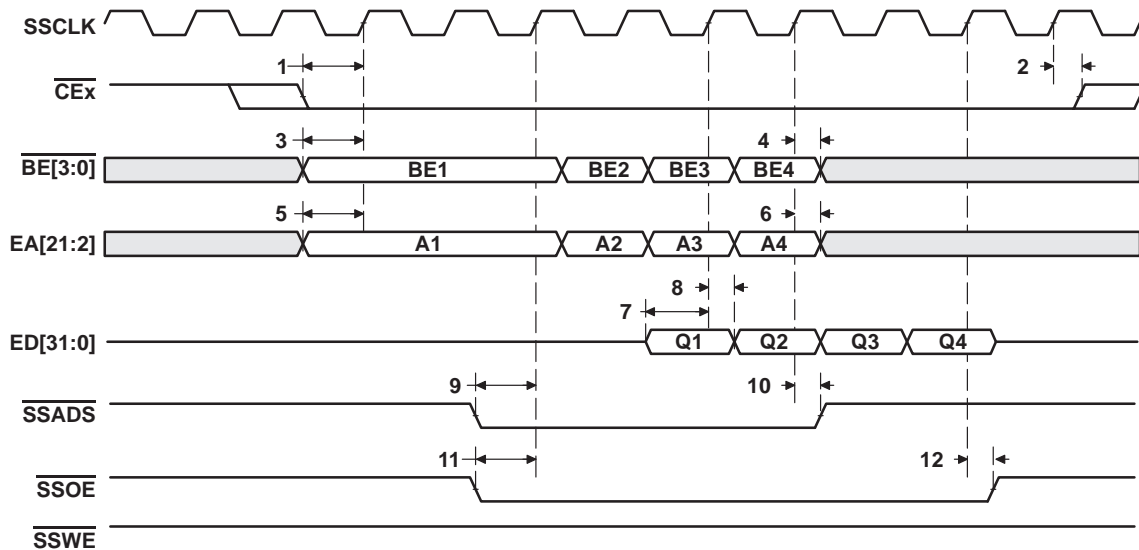 SSCLK
1
2
CEx
3
4
BE[3:0]
BE1 BE2 BE3 BE4
5
6
EA[21:2]
A1 A2 A3 A4
8
7
ED[31:0]
Q1 Q2 Q3 Q4
9
10
SSADS
11
12
SSOE
SSWE